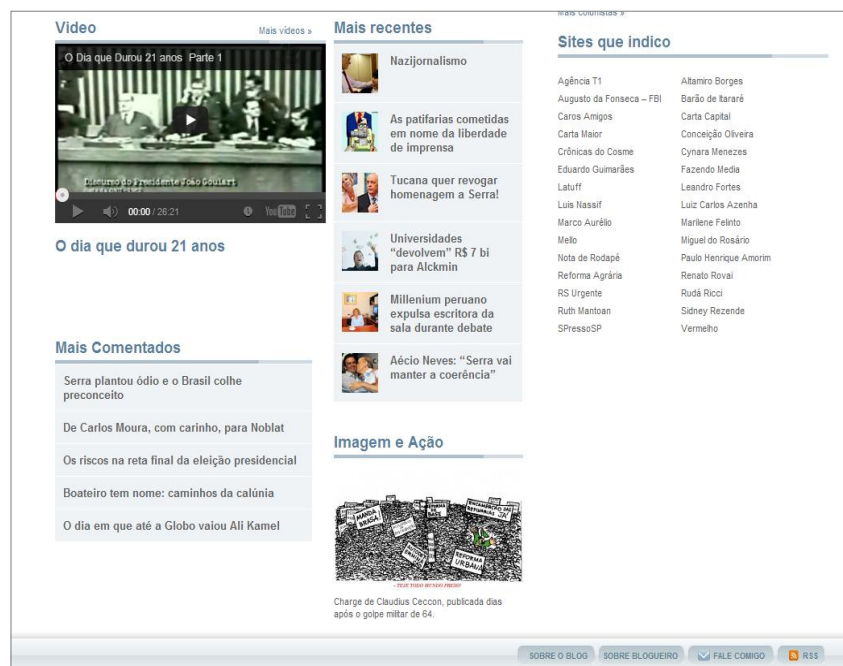 Video
Mais vídeos »
O Dia que Durou 21 anos Parte 1
Discurso do Presidente João Goulart
00:00 / 26:21
YouTube
O dia que durou 21 anos
Mais Comentados
Serra plantou ódio e o Brasil colhe
preconceito
De Carlos Moura, com carinho, para Noblat
Os riscos na reta final da eleição presidencial
Boateiro tem nome: caminhos da calúnia
O dia em que até a Globo vaiou Ali Kamel
Mais recentes
Nazijornalismo
As patifarias cometidas
em nome da liberdade
de imprensa
Tucana quer revogar
homenagem a Serra!
Universidades
“devolvem” R$ 7 bi
para Alckmin
Millenium peruano
expulsa escritora da
sala durante debate
Aécio Neves: “Serra vai
manter a coerência”
Imagem e Ação
MANDA
BRASA!
REFORMA
URBANA!
- TEJE TODO MUNDO PRESO!
Charge de Claudius Ceccon, publicada dias
após o golpe militar de 64.
Mais colunistas »
Sites que indico
Agência T1
Altamiro Borges
Augusto da Fonseca – FBI
Barão de Itararé
Caros Amigos
Carta Capital
Carta Maior
Conceição Oliveira
Crônicas do Cosme
Cynara Menezes
Eduardo Guimarães
Fazendo Media
Latuff
Leandro Fortes
Luis Nassif
Luiz Carlos Azenha
Marco Aurélio
Marilene Felinto
Mello
Miguel do Rosário
Nota de Rodapé
Paulo Henrique Amorim
Reforma Agrária
Renato Rovai
RS Urgente
Rudá Ricci
Ruth Mantoan
Sidney Rezende
SPressoSP
Vermelho
SOBRE O BLOG
SOBRE BLOGUEIRO
FALE COMIGO
RSS